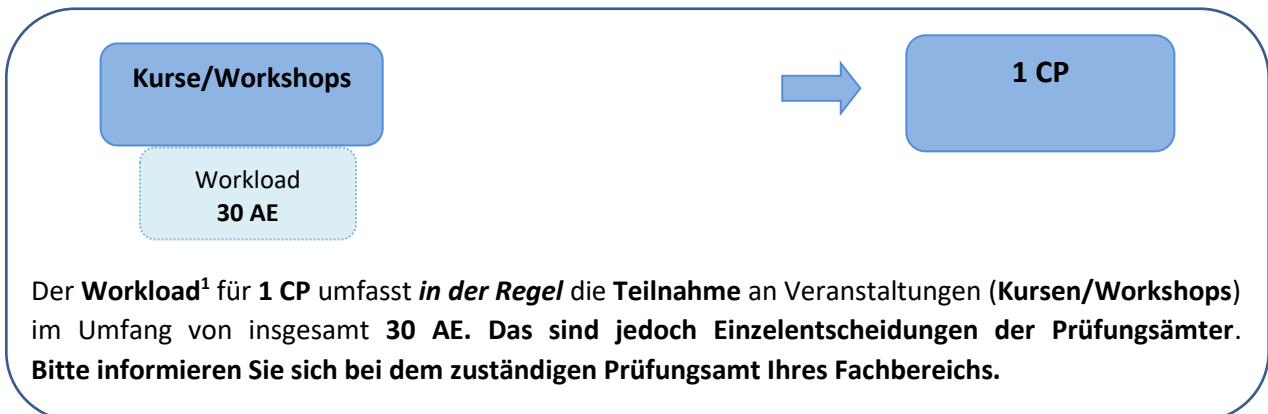 Kurse/Workshops
1 CP
Workload
30 AE
Der Workload¹ für 1 CP umfasst in der Regel die Teilnahme an Veranstaltungen (Kursen/Workshops)
im Umfang von insgesamt 30 AE. Das sind jedoch Einzelentscheidungen der Prüfungsämter.
Bitte informieren Sie sich bei dem zuständigen Prüfungsamt Ihres Fachbereichs.